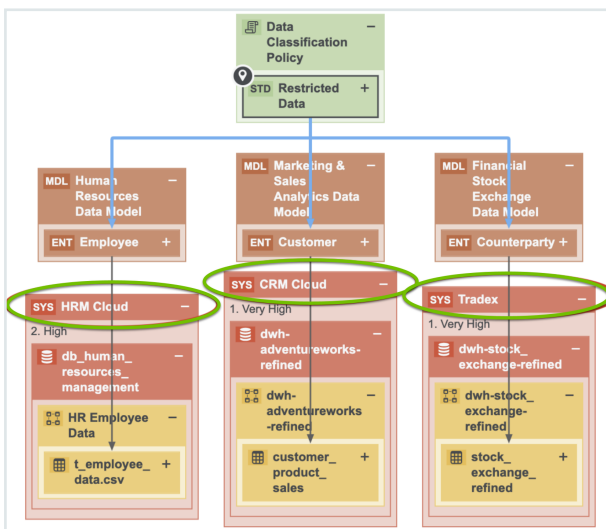 Data
Classification
Policy
STD Restricted
Data
MDL Human
Resources
Data Model
ENT Employee
SYS HRM Cloud
2. High
db_human_
resources_
management
HR Employee
Data
t_employee_
data.csv
MDL Marketing &
Sales
Analytics Data
Model
ENT Customer
SYS CRM Cloud
1. Very High
dwh-
adventureworks-
refined
dwh-
adventureworks
-refined
customer_
product_
sales
MDL Financial
Stock
Exchange
Data Model
ENT Counterparty
SYS Tradex
1. Very High
dwh-stock_
exchange-refined
dwh-stock_
exchange-
refined
stock_
exchange_
refined